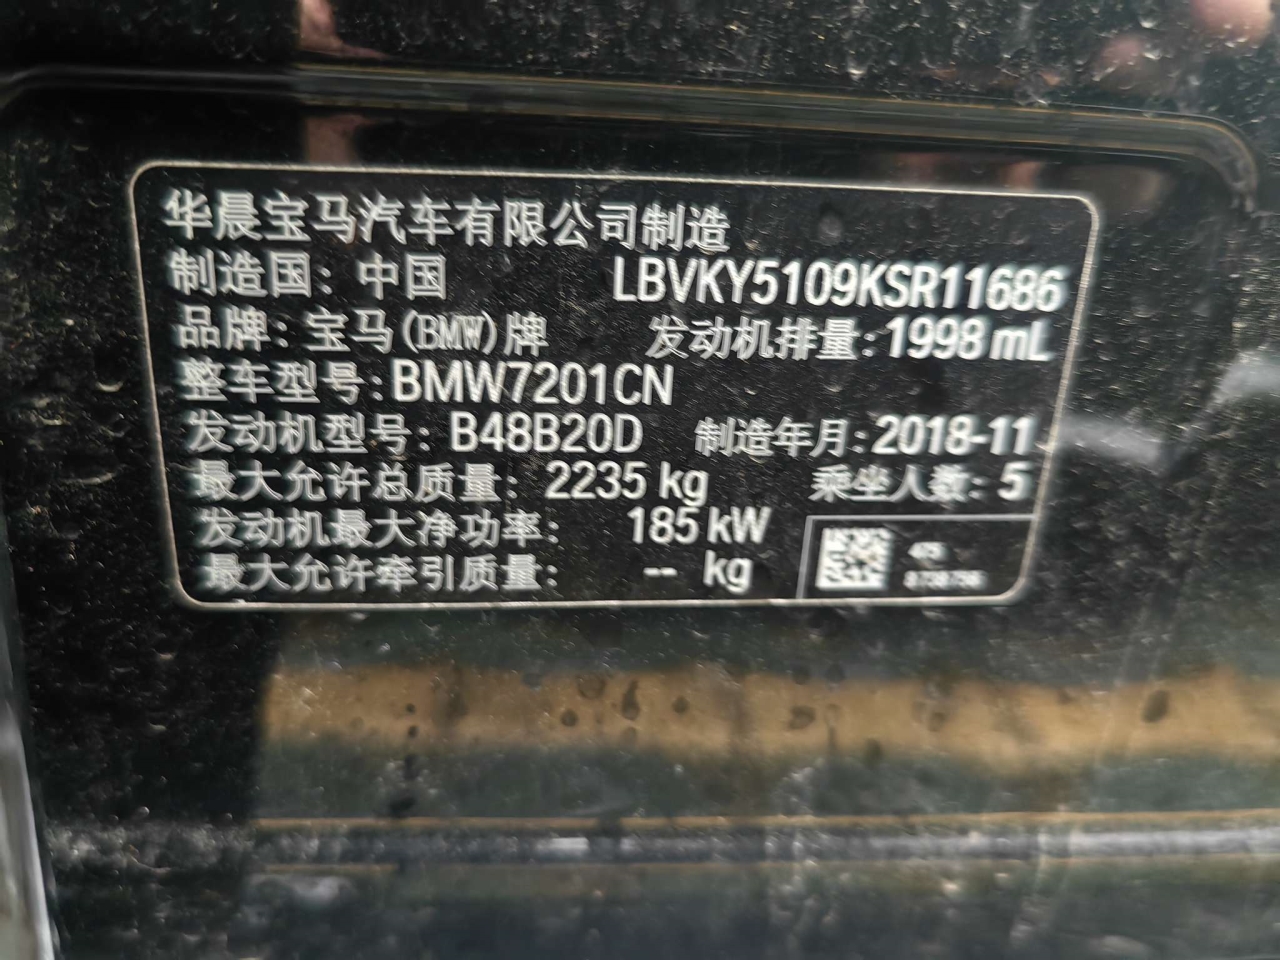 华晨宝马汽车有限公司制造
制造国: 中国 LBVKY5109KSR11686
品牌: 宝马(BMW)牌 发动机排量:1998 mL
整车型号:BMW7201CN
发动机型号: B48B20D 制造年月:2018-11
最大允许总质量: 2235 kg 乘坐人数: 5
发动机最大净功率: 185 kW
最大允许牵引质量: -- kg